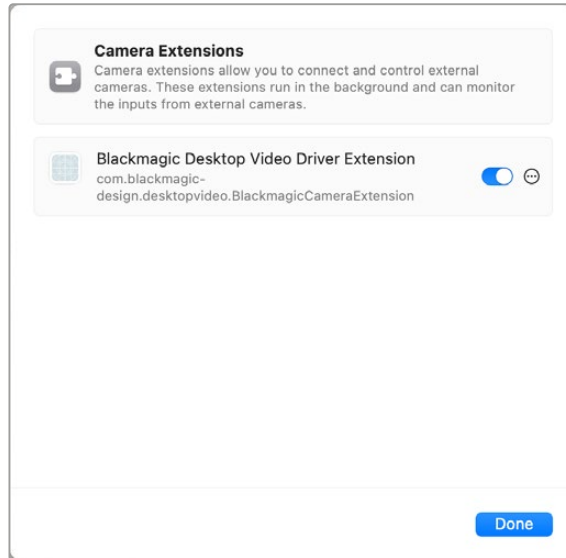 Camera Extensions
Camera extensions allow you to connect and control external
cameras. These extensions run in the background and can monitor
the inputs from external cameras.
Blackmagic Desktop Video Driver Extension
com.blackmagic-
design.desktopvideo.BlackmagicCameraExtension
Done